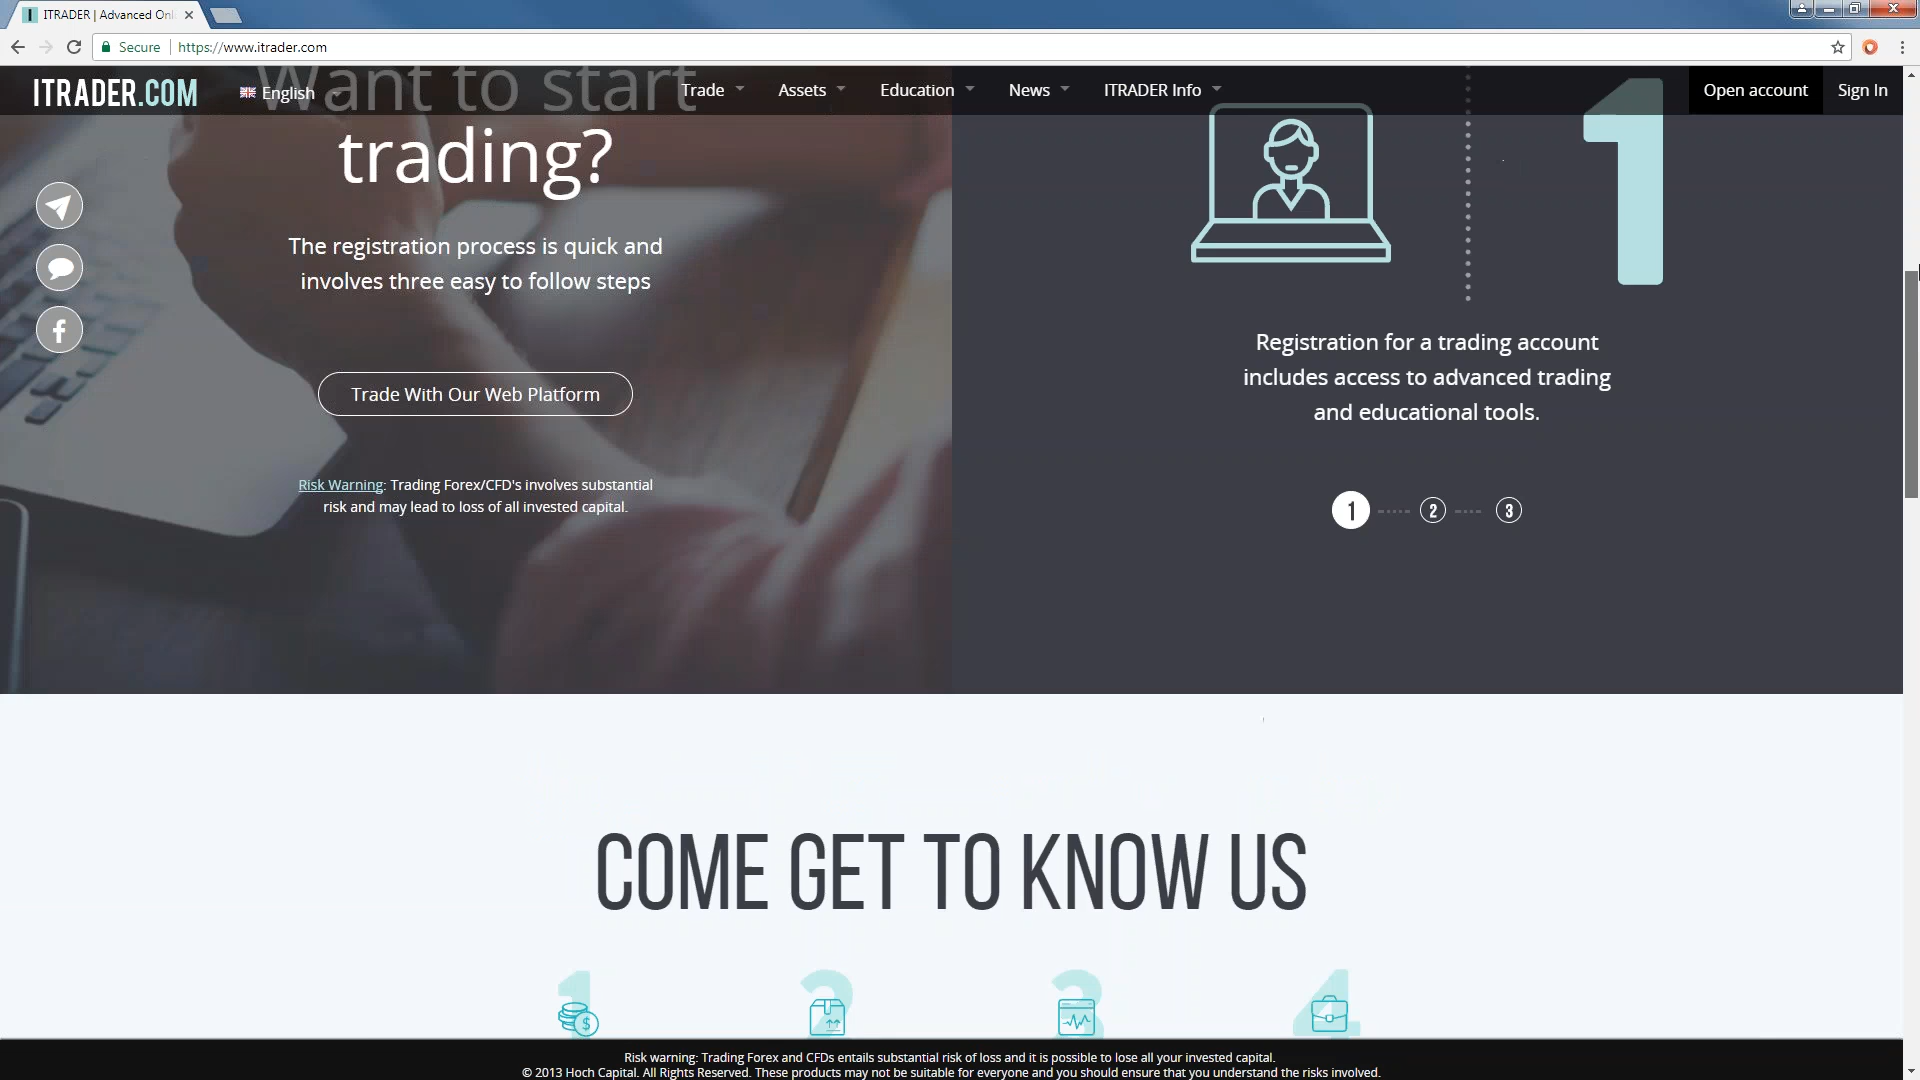 ITRADER | Advanced Onl
Secure
https://www.itrader.com
ITRADER.COM
English
Trade
Assets
Education
News
ITRADER Info
Open account
Sign In
Want to start
trading?
The registration process is quick and
involves three easy to follow steps
Trade With Our Web Platform
Risk Warning: Trading Forex/CFD's involves substantial
risk and may lead to loss of all invested capital.
1
Registration for a trading account
includes access to advanced trading
and educational tools.
1
2
3
COME GET TO KNOW US
1
2
3
4
Risk warning: Trading Forex and CFDs entails substantial risk of loss and it is possible to lose all your invested capital.
© 2013 Hoch Capital. All Rights Reserved. These products may not be suitable for everyone and you should ensure that you understand the risks involved.